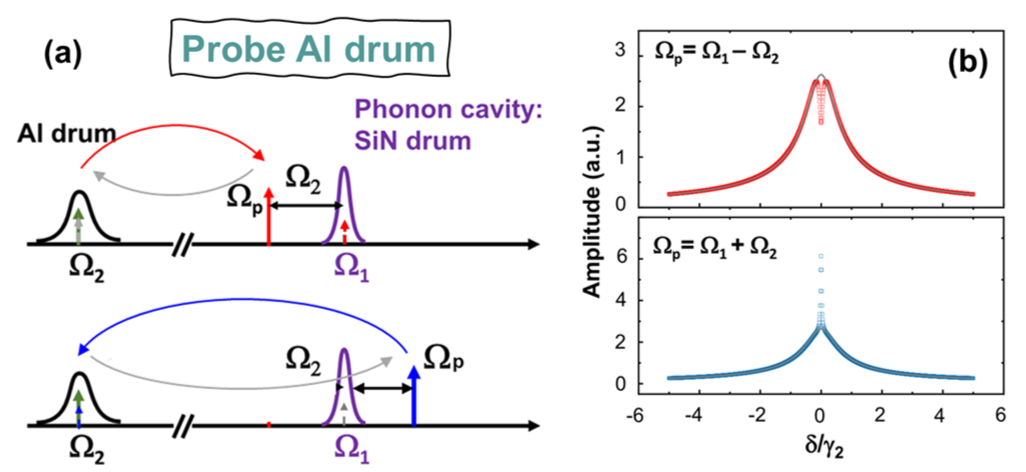 (a)
Probe Al drum
Phonon cavity:
SiN drum
Al drum
Ωp
Ω2
Ω2
Ω1
Ω2
Ωp
Ω2
Ω1
(b)
Ωp= Ω1 − Ω2
3
2
1
0
Amplitude (a.u.)
Ωp= Ω1 + Ω2
6
4
2
0
-6 -4 -2 0 2 4 6
δ/γ2